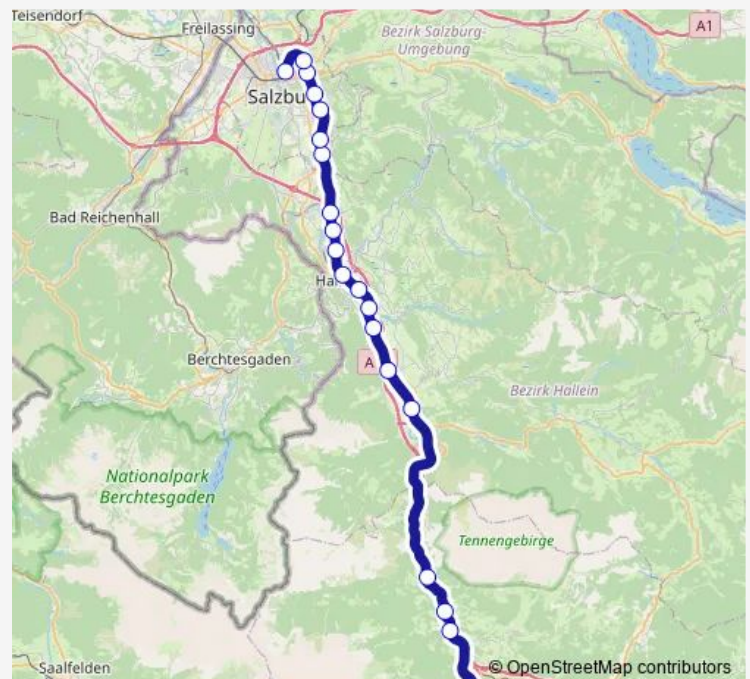 Teisendorf
Freilassing
Bezirk Salzburg-
Umgebung
A1
Salzbu
Bad Reichenhall
Ha
Berchtesgaden
A
Bezirk Hallein
Nationalpark
Berchtesgaden
Tennengebirge
Saalfelden
© OpenStreetMap contributors